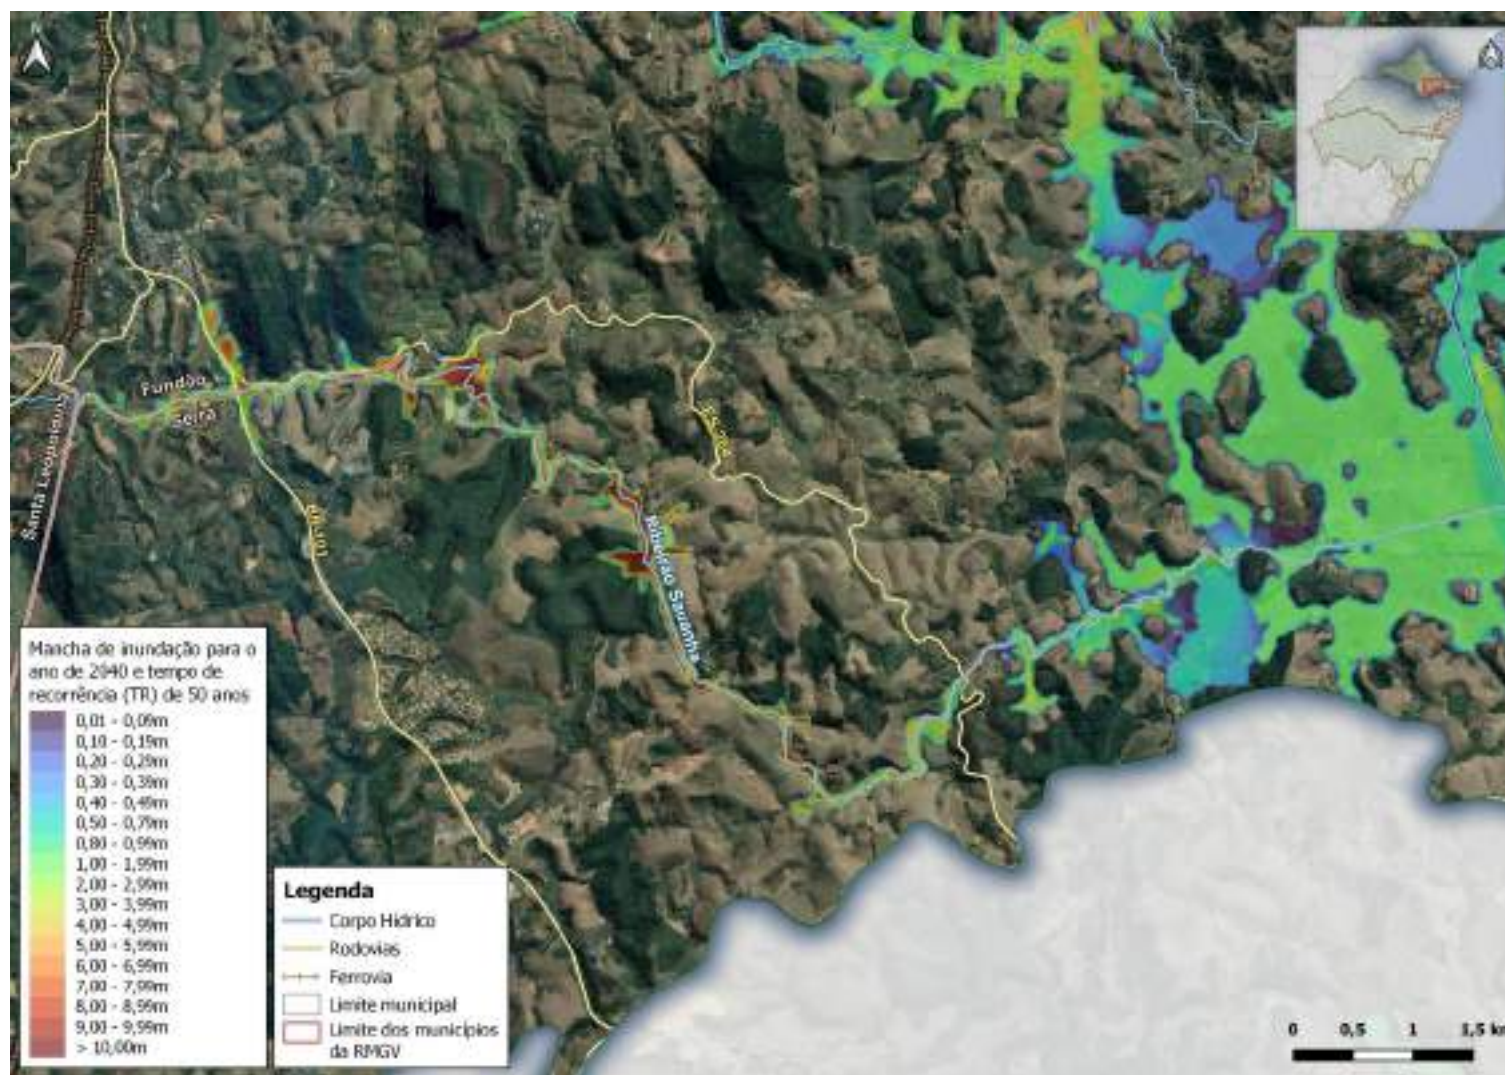 N
Fundão
Serra
Santa Leopoldina
BR-101
Ribeirão Sauanha
Mancha de inundação para o
ano de 2040 e tempo de
recorrência (TR) de 50 anos
0,01 - 0,09m
0,10 - 0,19m
0,20 - 0,29m
0,30 - 0,39m
0,40 - 0,49m
0,50 - 0,79m
0,80 - 0,99m
1,00 - 1,99m
2,00 - 2,99m
3,00 - 3,99m
4,00 - 4,99m
5,00 - 5,99m
6,00 - 6,99m
7,00 - 7,99m
8,00 - 8,99m
9,00 - 9,99m
> 10,00m
Legenda
Corpo Hídrico
Rodovias
Ferrovia
Limite municipal
Limite dos municípios
da RMGV
0 0,5 1 1,5 km